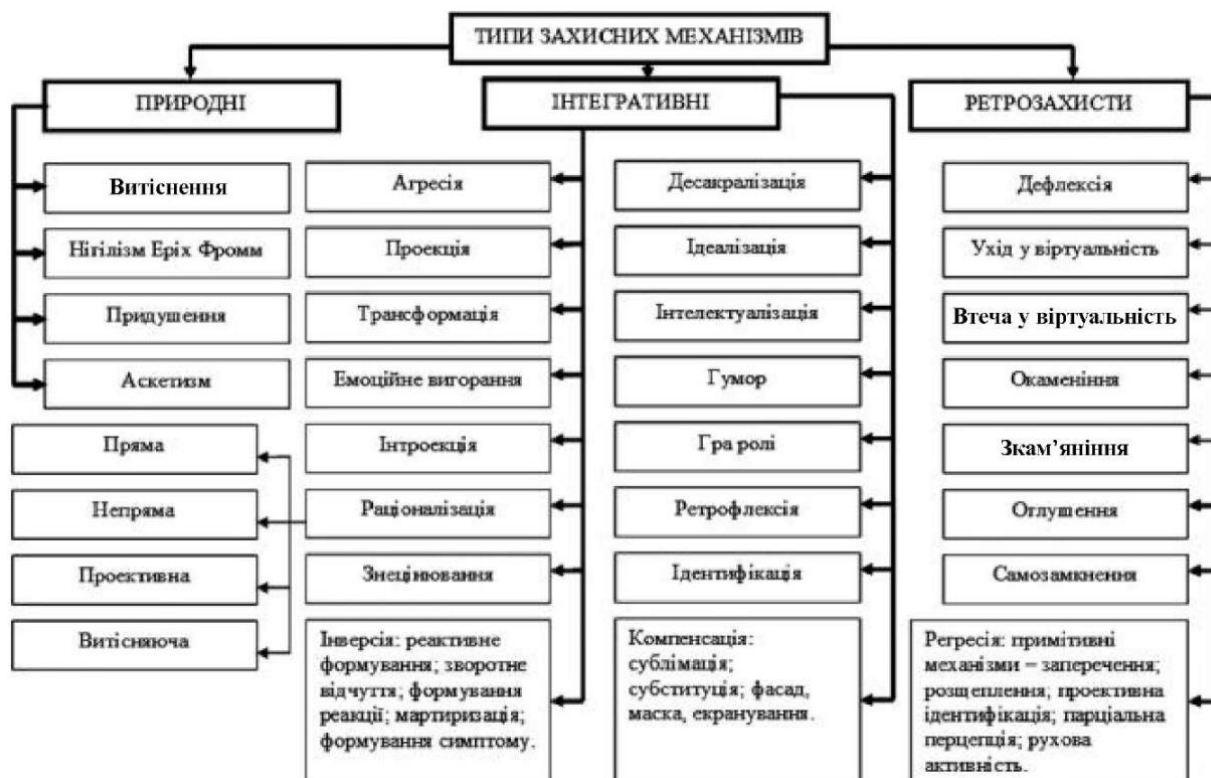 ТИПИ ЗАХИСНИХ МЕХАНІЗМІВ
ПРИРОДНІ
ІНТЕГРАТИВНІ
РЕТРОЗАХИСТИ
Витіснення
Нігілізм Еріх Фромм
Придушення
Аскетизм
Пряма
Непряма
Проективна
Витісняюча
Агресія
Проекція
Трансформація
Емоційне вигорання
Інтроекція
Раціоналізація
Знецінювання
Інверсія: реактивне
формування; зворотне
відчуття; формування
реакції; мартиризація;
формування симптому.
Десакралізація
Ідеалізація
Інтелектуалізація
Гумор
Гра ролі
Ретрофлексія
Ідентифікація
Компенсація:
сублімація;
субституція; фасад,
маска, екранування.
Дефлексія
Ухід у віртуальність
Втеча у віртуальність
Окаменіння
Зкам’яніння
Оглушення
Самозамкнення
Регресія: примітивні
механізми – заперечення;
розщеплення; проективна
ідентифікація; парціальна
перцепція; рухова
активність.